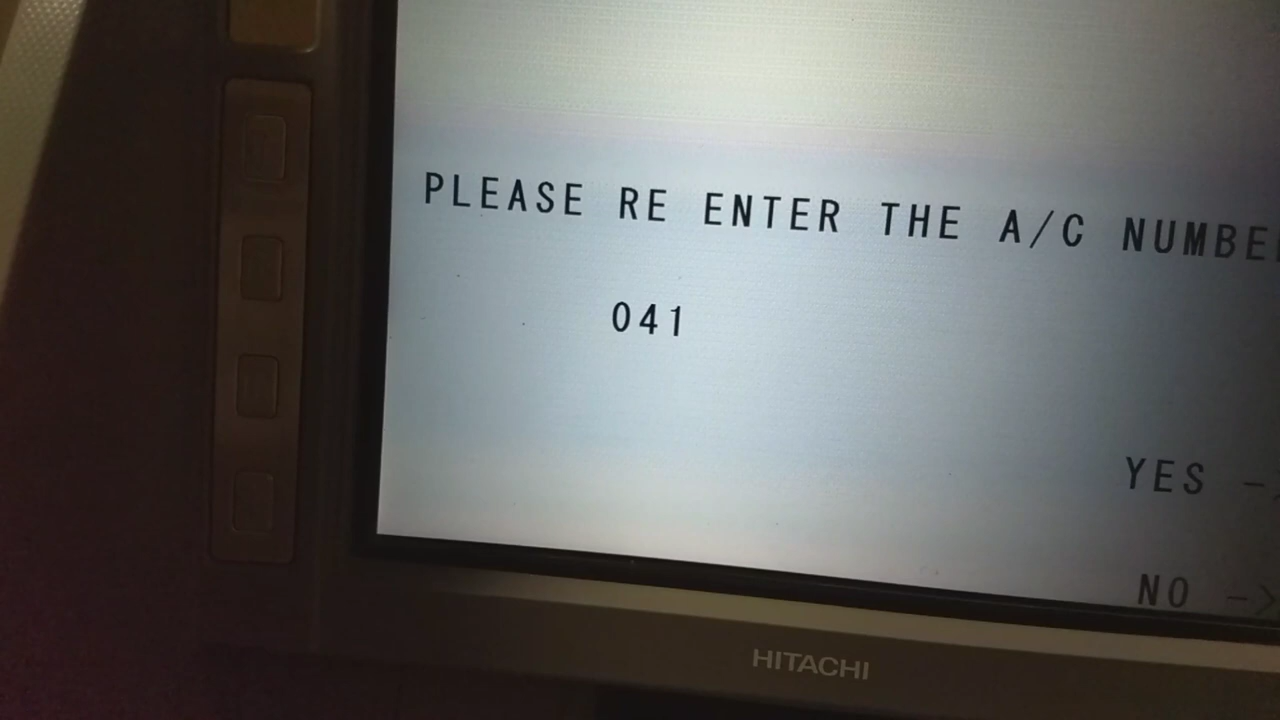 PLEASE RE ENTER THE A/C NUMBE
041
YES -
NO ->
HITACHI